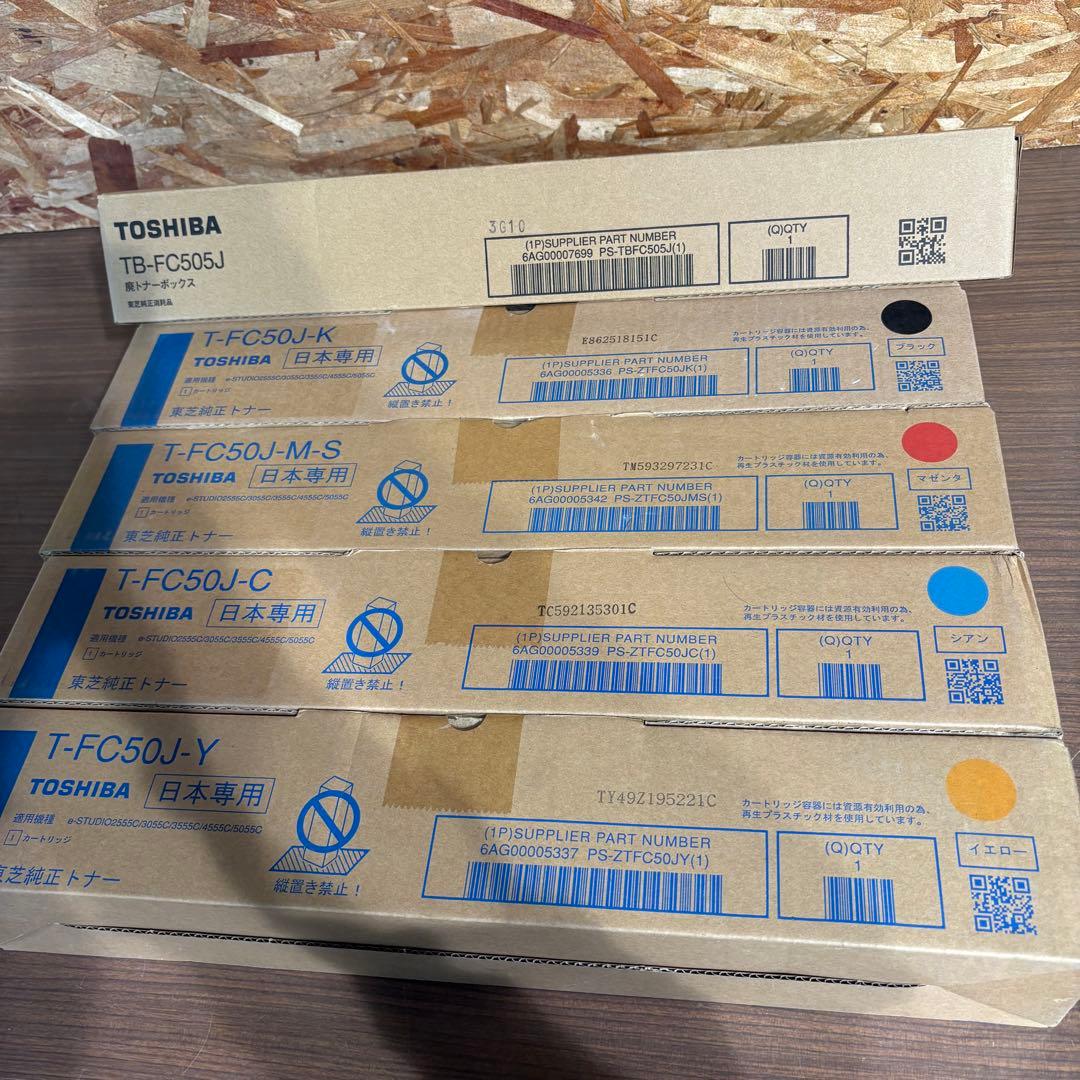 TOSHIBA
TB-FC505J
廃トナーボックス
東芝純正消耗品
3G10
(1P)SUPPLIER PART NUMBER
6AG00007699 PS-TBFC505J(1)
(Q)QTY
1
T-FC50J-K
TOSHIBA 日本専用
適用機種 e-STUDIO2555C/3055C/3555C/4555C/5055C
1 カートリッジ
東芝純正トナー
縦置き禁止!
E862518151C
(1P)SUPPLIER PART NUMBER
6AG00005336 PS-ZTFC50JK(1)
(Q)QTY
1
カートリッジ容器には資源有効利用の為、
再生プラスチック材を使用しています。
ブラック
T-FC50J-M-S
TOSHIBA 日本専用
適用機種 e-STUDIO2555C/3055C/3555C/4555C/5055C
1 カートリッジ
東芝純正トナー
縦置き禁止!
TM593297231C
(1P)SUPPLIER PART NUMBER
6AG00005342 PS-ZTFC50JMS(1)
(Q)QTY
1
カートリッジ容器には資源有効利用の為、
再生プラスチック材を使用しています。
マゼンタ
T-FC50J-C
TOSHIBA 日本専用
適用機種 e-STUDIO2555C/3055C/3555C/4555C/5055C
1 カートリッジ
東芝純正トナー
縦置き禁止!
TC592135301C
(1P)SUPPLIER PART NUMBER
6AG00005339 PS-ZTFC50JC(1)
(Q)QTY
1
カートリッジ容器には資源有効利用の為、
再生プラスチック材を使用しています。
シアン
T-FC50J-Y
TOSHIBA 日本専用
適用機種 e-STUDIO2555C/3055C/3555C/4555C/5055C
1 カートリッジ
東芝純正トナー
縦置き禁止!
TY49Z195221C
(1P)SUPPLIER PART NUMBER
6AG00005337 PS-ZTFC50JY(1)
(Q)QTY
1
カートリッジ容器には資源有効利用の為、
再生プラスチック材を使用しています。
イエロー